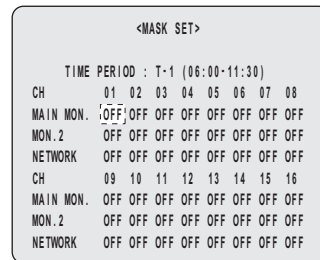 <MASK SET>
TIME PERIOD : T-1 (06:00-11:30)
CH 01 02 03 04 05 06 07 08
MAIN MON. OFF OFF OFF OFF OFF OFF OFF OFF
MON.2 OFF OFF OFF OFF OFF OFF OFF OFF
NETWORK OFF OFF OFF OFF OFF OFF OFF OFF
CH 09 10 11 12 13 14 15 16
MAIN MON. OFF OFF OFF OFF OFF OFF OFF OFF
MON.2 OFF OFF OFF OFF OFF OFF OFF OFF
NETWORK OFF OFF OFF OFF OFF OFF OFF OFF